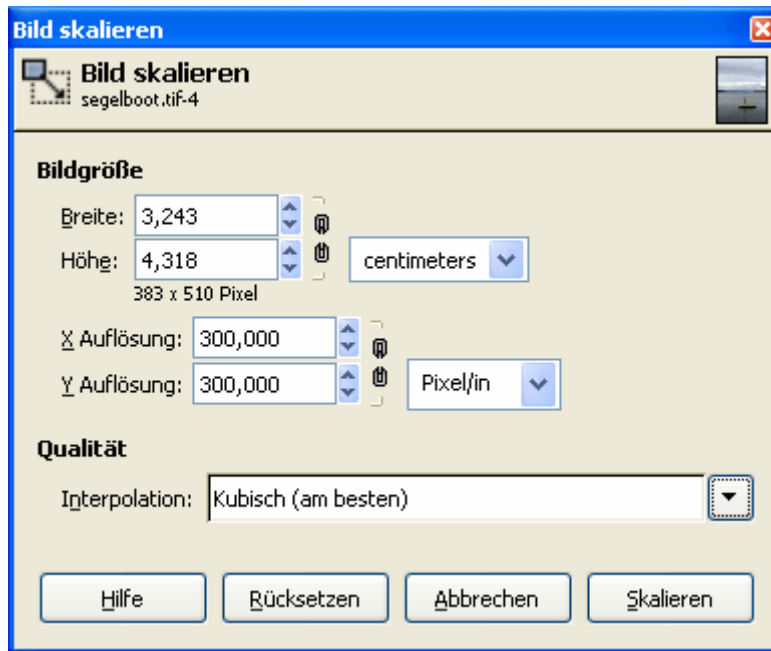 Bild skalieren
Bild skalieren
segelboot.tif-4
Bildgröße
Breite: 3,243
Höhe: 4,318 centimeters
383 x 510 Pixel
X Auflösung: 300,000
Y Auflösung: 300,000 Pixel/in
Qualität
Interpolation: Kubisch (am besten)
Hilfe Rücksetzen Abbrechen Skalieren